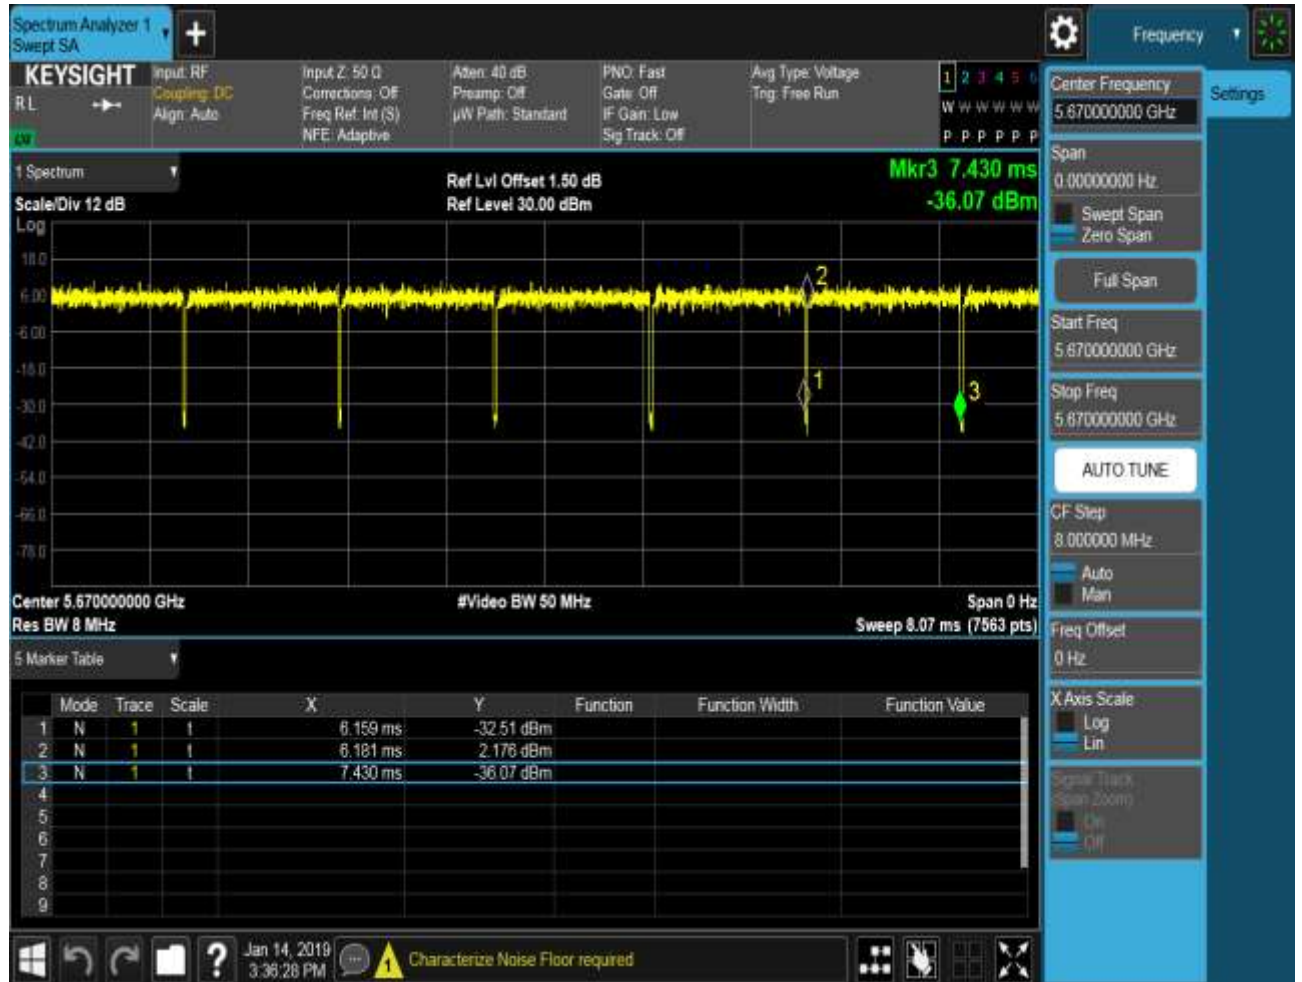 Spectrum Analyzer 1
Swept SA
Frequency
KEYSIGHT
RL
Input: RF
Coupling: DC
Align: Auto
Input Z: 50 Ω
Corrections: Off
Freq Ref: Int (S)
NFE: Adaptive
Atten: 40 dB
Preamp: Off
µW Path: Standard
PNO: Fast
Gate: Off
IF Gain: Low
Sig Track: Off
Avg Type: Voltage
Trig: Free Run
1 2 3 4 5 6
W W W W W W
P P P P P P
1 Spectrum
Scale/Div 12 dB
Ref Lvl Offset 1.50 dB
Ref Level 30.00 dBm
Mkr3 7.430 ms
-36.07 dBm
Log
18.0
6.00
-6.00
-18.0
-30.0
-42.0
-54.0
-66.0
-78.0
2
1
3
Center 5.670000000 GHz
#Video BW 50 MHz
Span 0 Hz
Res BW 8 MHz
Sweep 8.07 ms (7563 pts)
5 Marker Table
Mode Trace Scale X Y Function Function Width Function Value
1 N 1 t 6.159 ms -32.51 dBm
2 N 1 t 6.181 ms 2.176 dBm
3 N 1 t 7.430 ms -36.07 dBm
4
5
6
7
8
9
Jan 14, 2019
3:36:28 PM
Characterize Noise Floor required
Center Frequency
5.670000000 GHz
Settings
Span
0.00000000 Hz
Swept Span
Zero Span
Full Span
Start Freq
5.670000000 GHz
Stop Freq
5.670000000 GHz
AUTO TUNE
CF Step
8.000000 MHz
Auto
Man
Freq Offset
0 Hz
X Axis Scale
Log
Lin
Signal Track
(Span Zoom)
On
Off